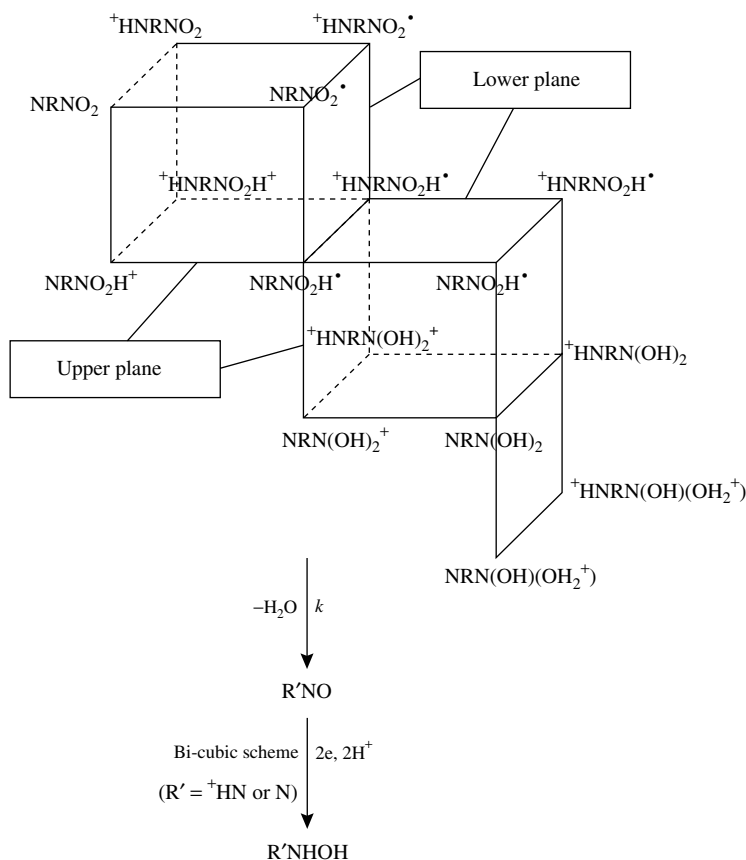 ⁺HNRNO₂ ⁺HNRNO₂•
Lower plane
NRNO₂ NRNO₂•
⁺HNRNO₂H⁺ ⁺HNRNO₂H• ⁺HNRNO₂H•
NRNO₂H⁺ NRNO₂H• NRNO₂H•
⁺HNRN(OH)₂⁺ ⁺HNRN(OH)₂
Upper plane
NRN(OH)₂⁺ NRN(OH)₂
⁺HNRN(OH)(OH₂⁺)
NRN(OH)(OH₂⁺)
−H₂O k
R′NO
Bi-cubic scheme 2e, 2H⁺
(R′ = ⁺HN or N)
R′NHOH